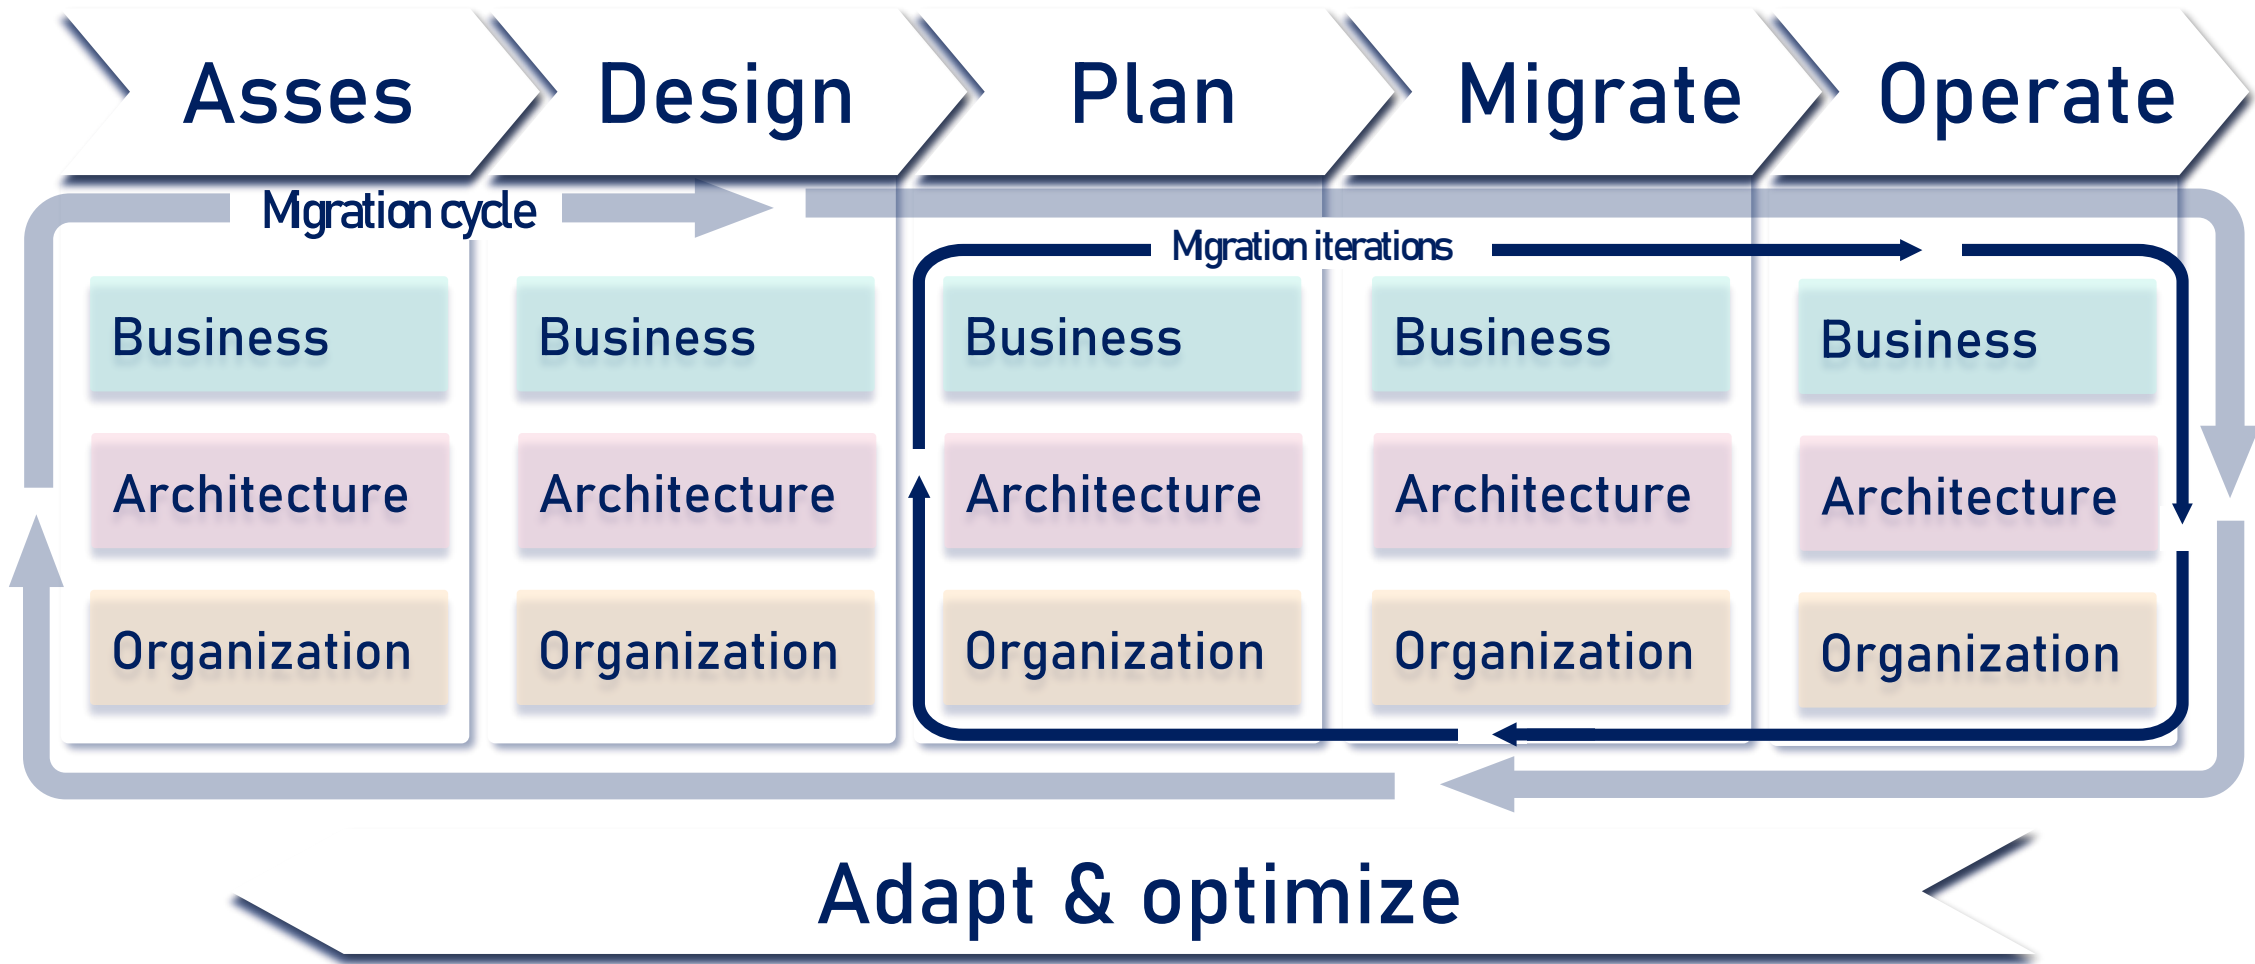 Asses
Design
Plan
Migrate
Operate
Migration cycle
Migration iterations
Business
Business
Business
Business
Business
Architecture
Architecture
Architecture
Architecture
Architecture
Organization
Organization
Organization
Organization
Organization
Adapt & optimize